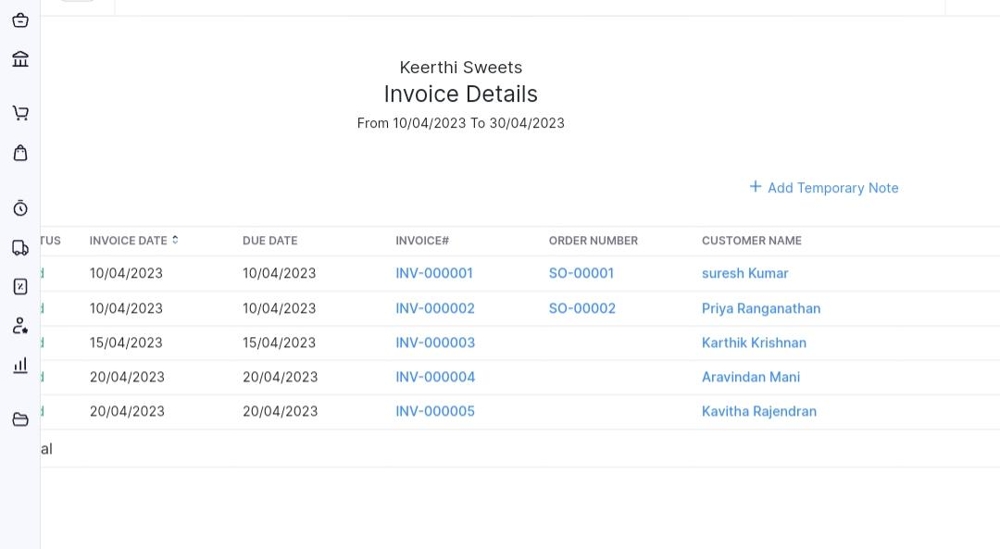 Keerthi Sweets
Invoice Details
From 10/04/2023 To 30/04/2023
+ Add Temporary Note
TUS INVOICE DATE DUE DATE INVOICE# ORDER NUMBER CUSTOMER NAME
d 10/04/2023 10/04/2023 INV-000001 SO-00001 suresh Kumar
d 10/04/2023 10/04/2023 INV-000002 SO-00002 Priya Ranganathan
d 15/04/2023 15/04/2023 INV-000003 Karthik Krishnan
d 20/04/2023 20/04/2023 INV-000004 Aravindan Mani
d 20/04/2023 20/04/2023 INV-000005 Kavitha Rajendran
al